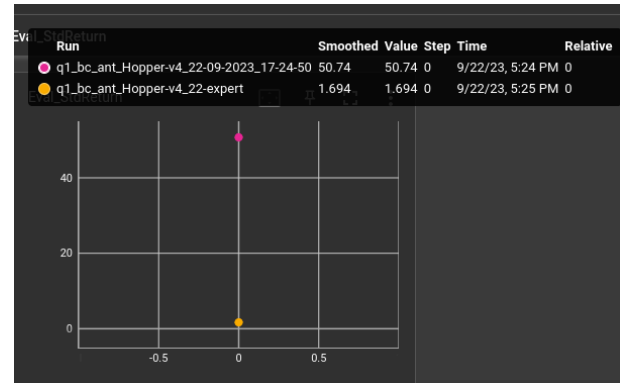 Eval_StdReturn
Run Smoothed Value Step Time Relative
q1_bc_ant_Hopper-v4_22-09-2023_17-24-50 50.74 50.74 0 9/22/23, 5:24 PM 0
q1_bc_ant_Hopper-v4_22-expert 1.694 1.694 0 9/22/23, 5:25 PM 0
Eval_StdReturn
40
20
0
-0.5 0 0.5